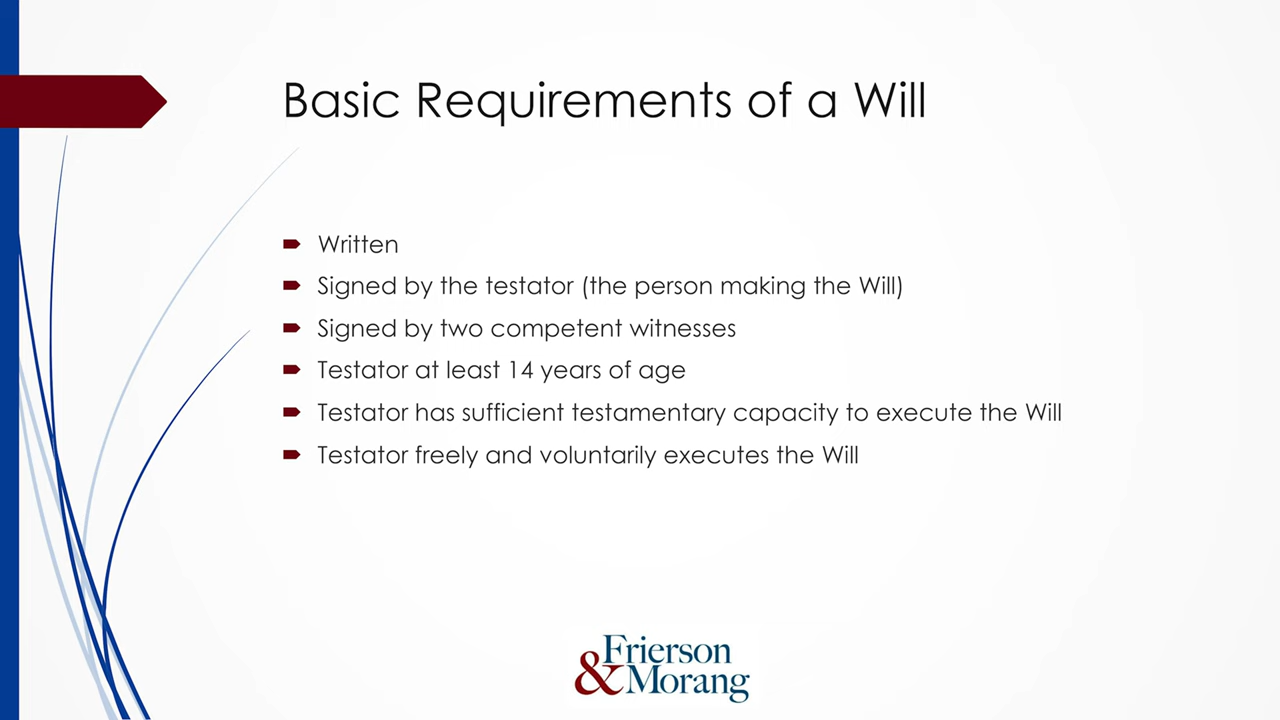 Basic Requirements of a Will
Written
Signed by the testator (the person making the Will)
Signed by two competent witnesses
Testator at least 14 years of age
Testator has sufficient testamentary capacity to execute the Will
Testator freely and voluntarily executes the Will
Frierson
&Morang